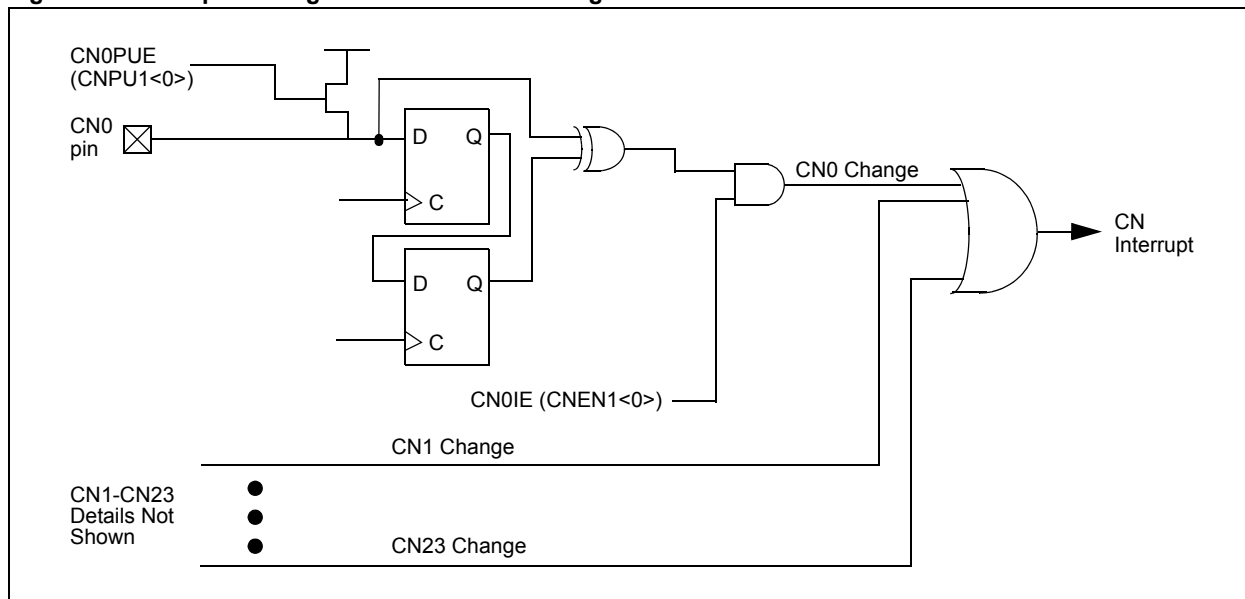 CN0PUE
(CNPU1<0>)
CN0
pin
D Q
C
D Q
C
CN0 Change
CN
Interrupt
CN0IE (CNEN1<0>)
CN1 Change
CN1-CN23
Details Not
Shown
CN23 Change